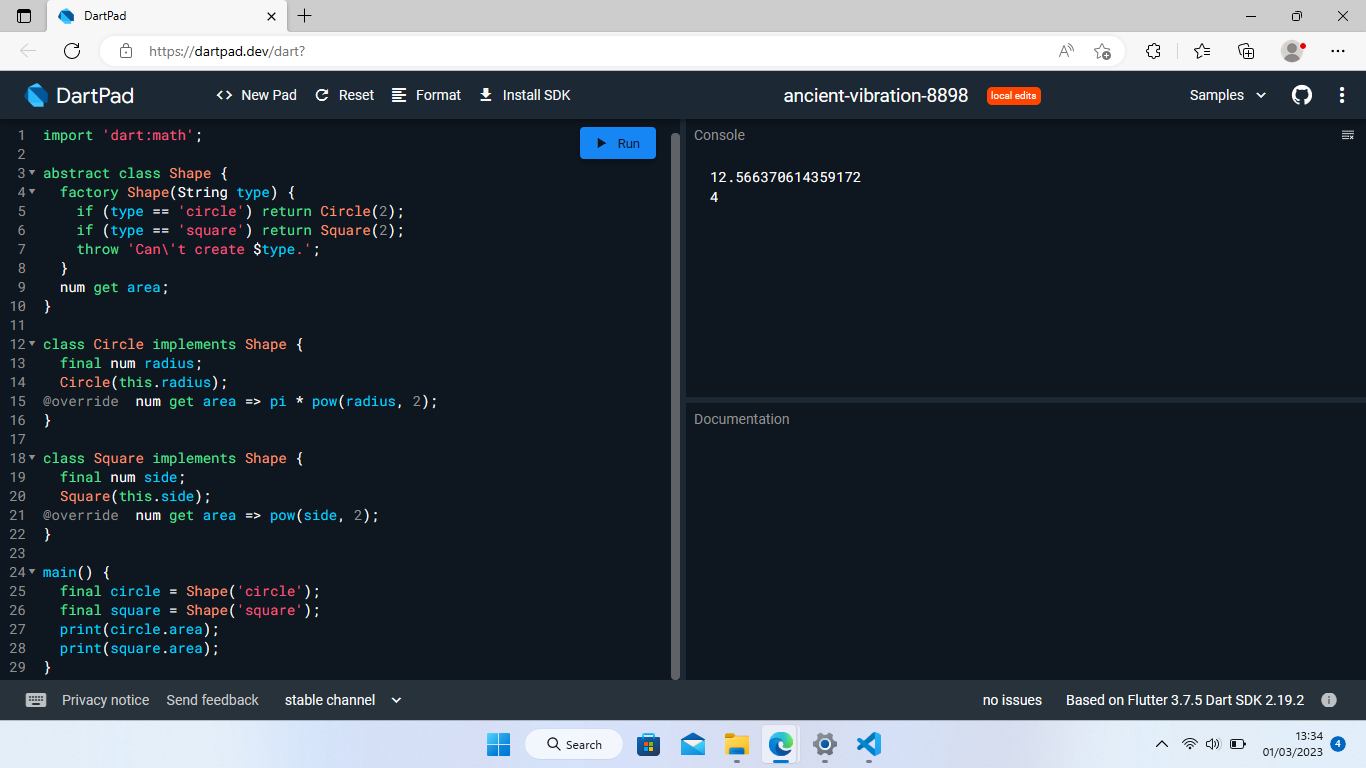 DartPad
https://dartpad.dev/dart?
DartPad
<> New Pad Reset Format Install SDK
ancient-vibration-8898 local edits
Samples
Run
1 import 'dart:math';
2
3 abstract class Shape {
4   factory Shape(String type) {
5     if (type == 'circle') return Circle(2);
6     if (type == 'square') return Square(2);
7     throw 'Can\'t create $type.';
8   }
9   num get area;
10 }
11
12 class Circle implements Shape {
13   final num radius;
14   Circle(this.radius);
15 @override  num get area => pi * pow(radius, 2);
16 }
17
18 class Square implements Shape {
19   final num side;
20   Square(this.side);
21 @override  num get area => pow(side, 2);
22 }
23
24 main() {
25   final circle = Shape('circle');
26   final square = Shape('square');
27   print(circle.area);
28   print(square.area);
29 }
Console
12.566370614359172
4
Documentation
Privacy notice Send feedback stable channel
no issues Based on Flutter 3.7.5 Dart SDK 2.19.2
Search
13:34
01/03/2023
4